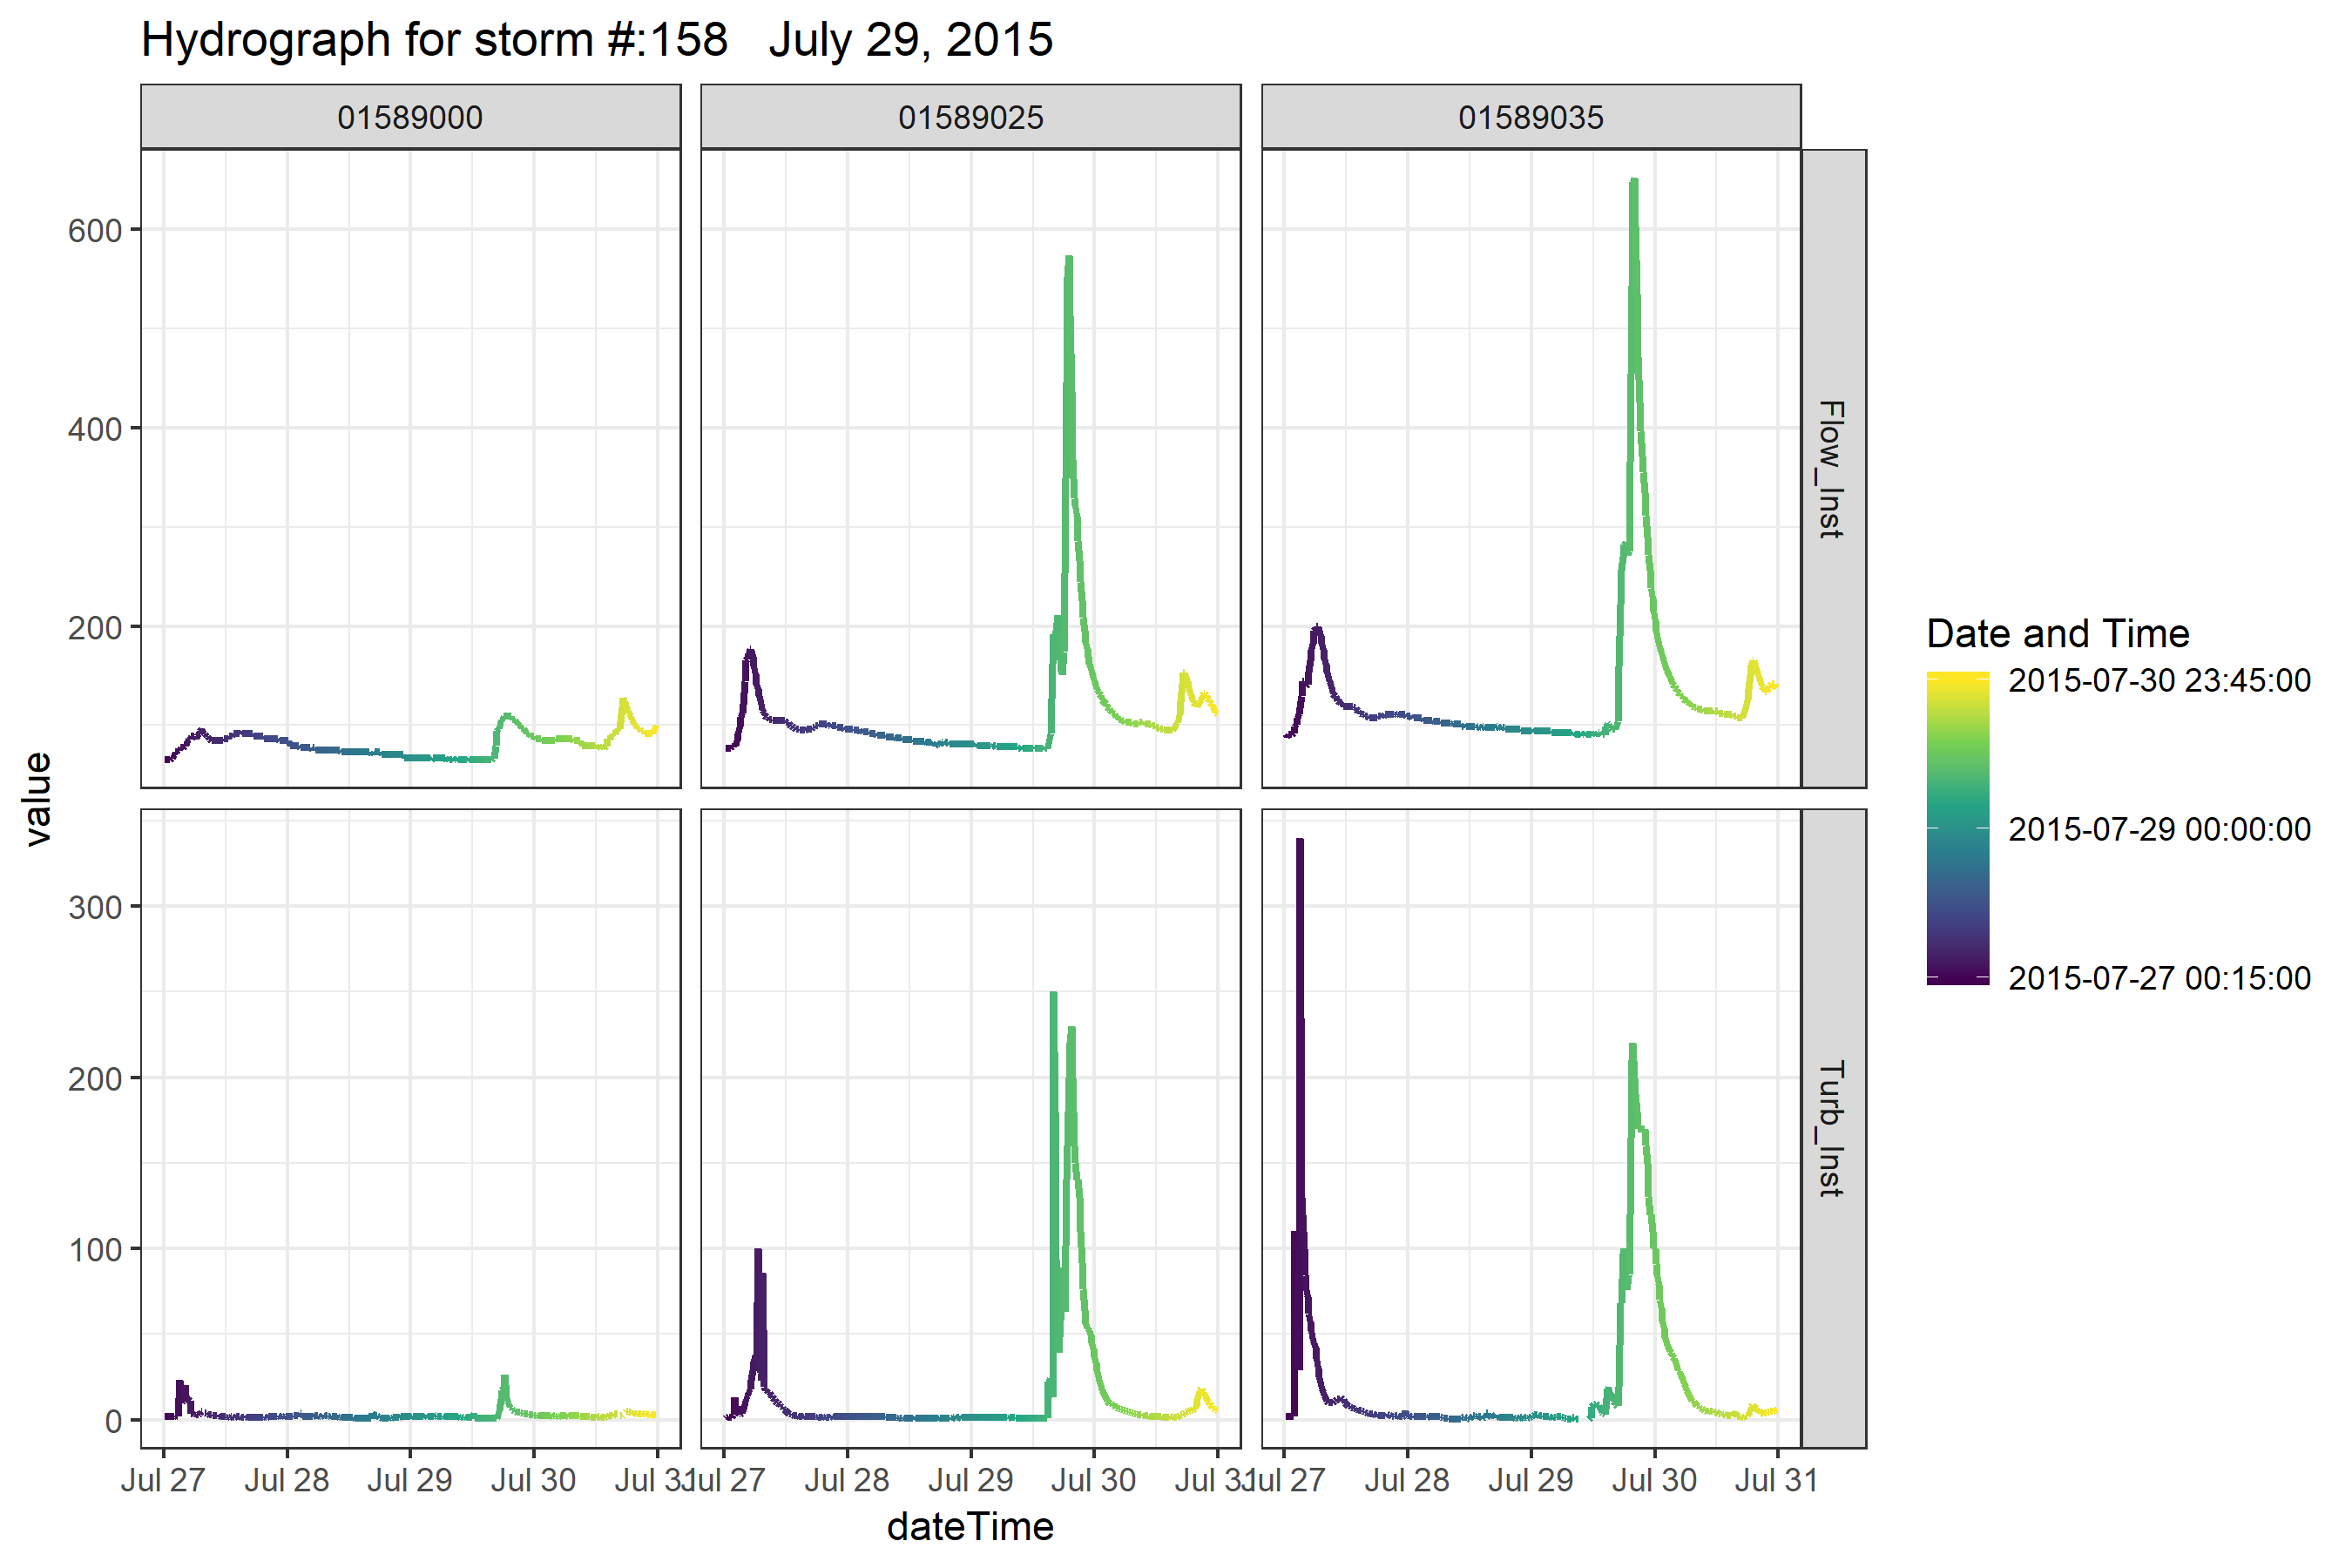 Hydrograph for storm #:158   July 29, 2015
01589000
01589025
01589035
600
400
200
Flow_Inst
300
200
100
0
Turb_Inst
value
Jul 27 Jul 28 Jul 29 Jul 30 Jul 31
Jul 27 Jul 28 Jul 29 Jul 30 Jul 31
Jul 27 Jul 28 Jul 29 Jul 30 Jul 31
dateTime
Date and Time
2015-07-30 23:45:00
2015-07-29 00:00:00
2015-07-27 00:15:00